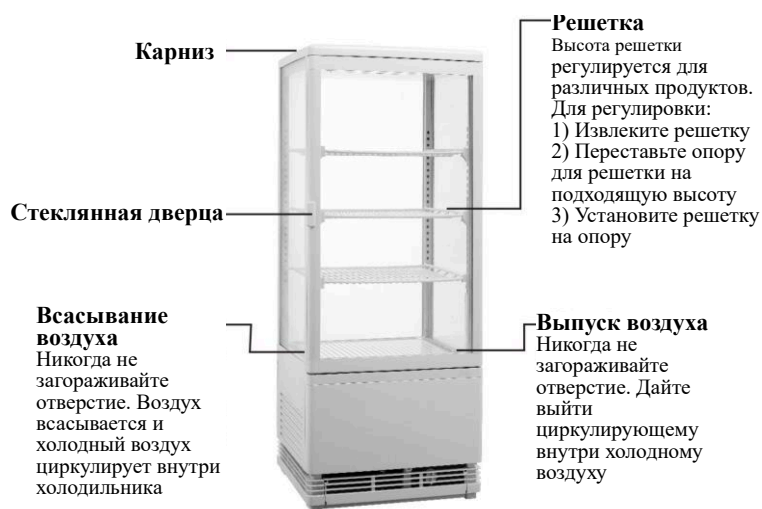 Карниз
Решетка
Высота решетки
регулируется для
различных продуктов.
Для регулировки:
1) Извлеките решетку
2) Переставьте опору
для решетки на
подходящую высоту
3) Установите решетку
на опору
Стеклянная дверца
Всасывание
воздуха
Никогда не
загораживайте
отверстие. Воздух
всасывается и
холодный воздух
циркулирует внутри
холодильника
Выпуск воздуха
Никогда не
загораживайте
отверстие. Дайте
выйти
циркулирующему
внутри холодному
воздуху